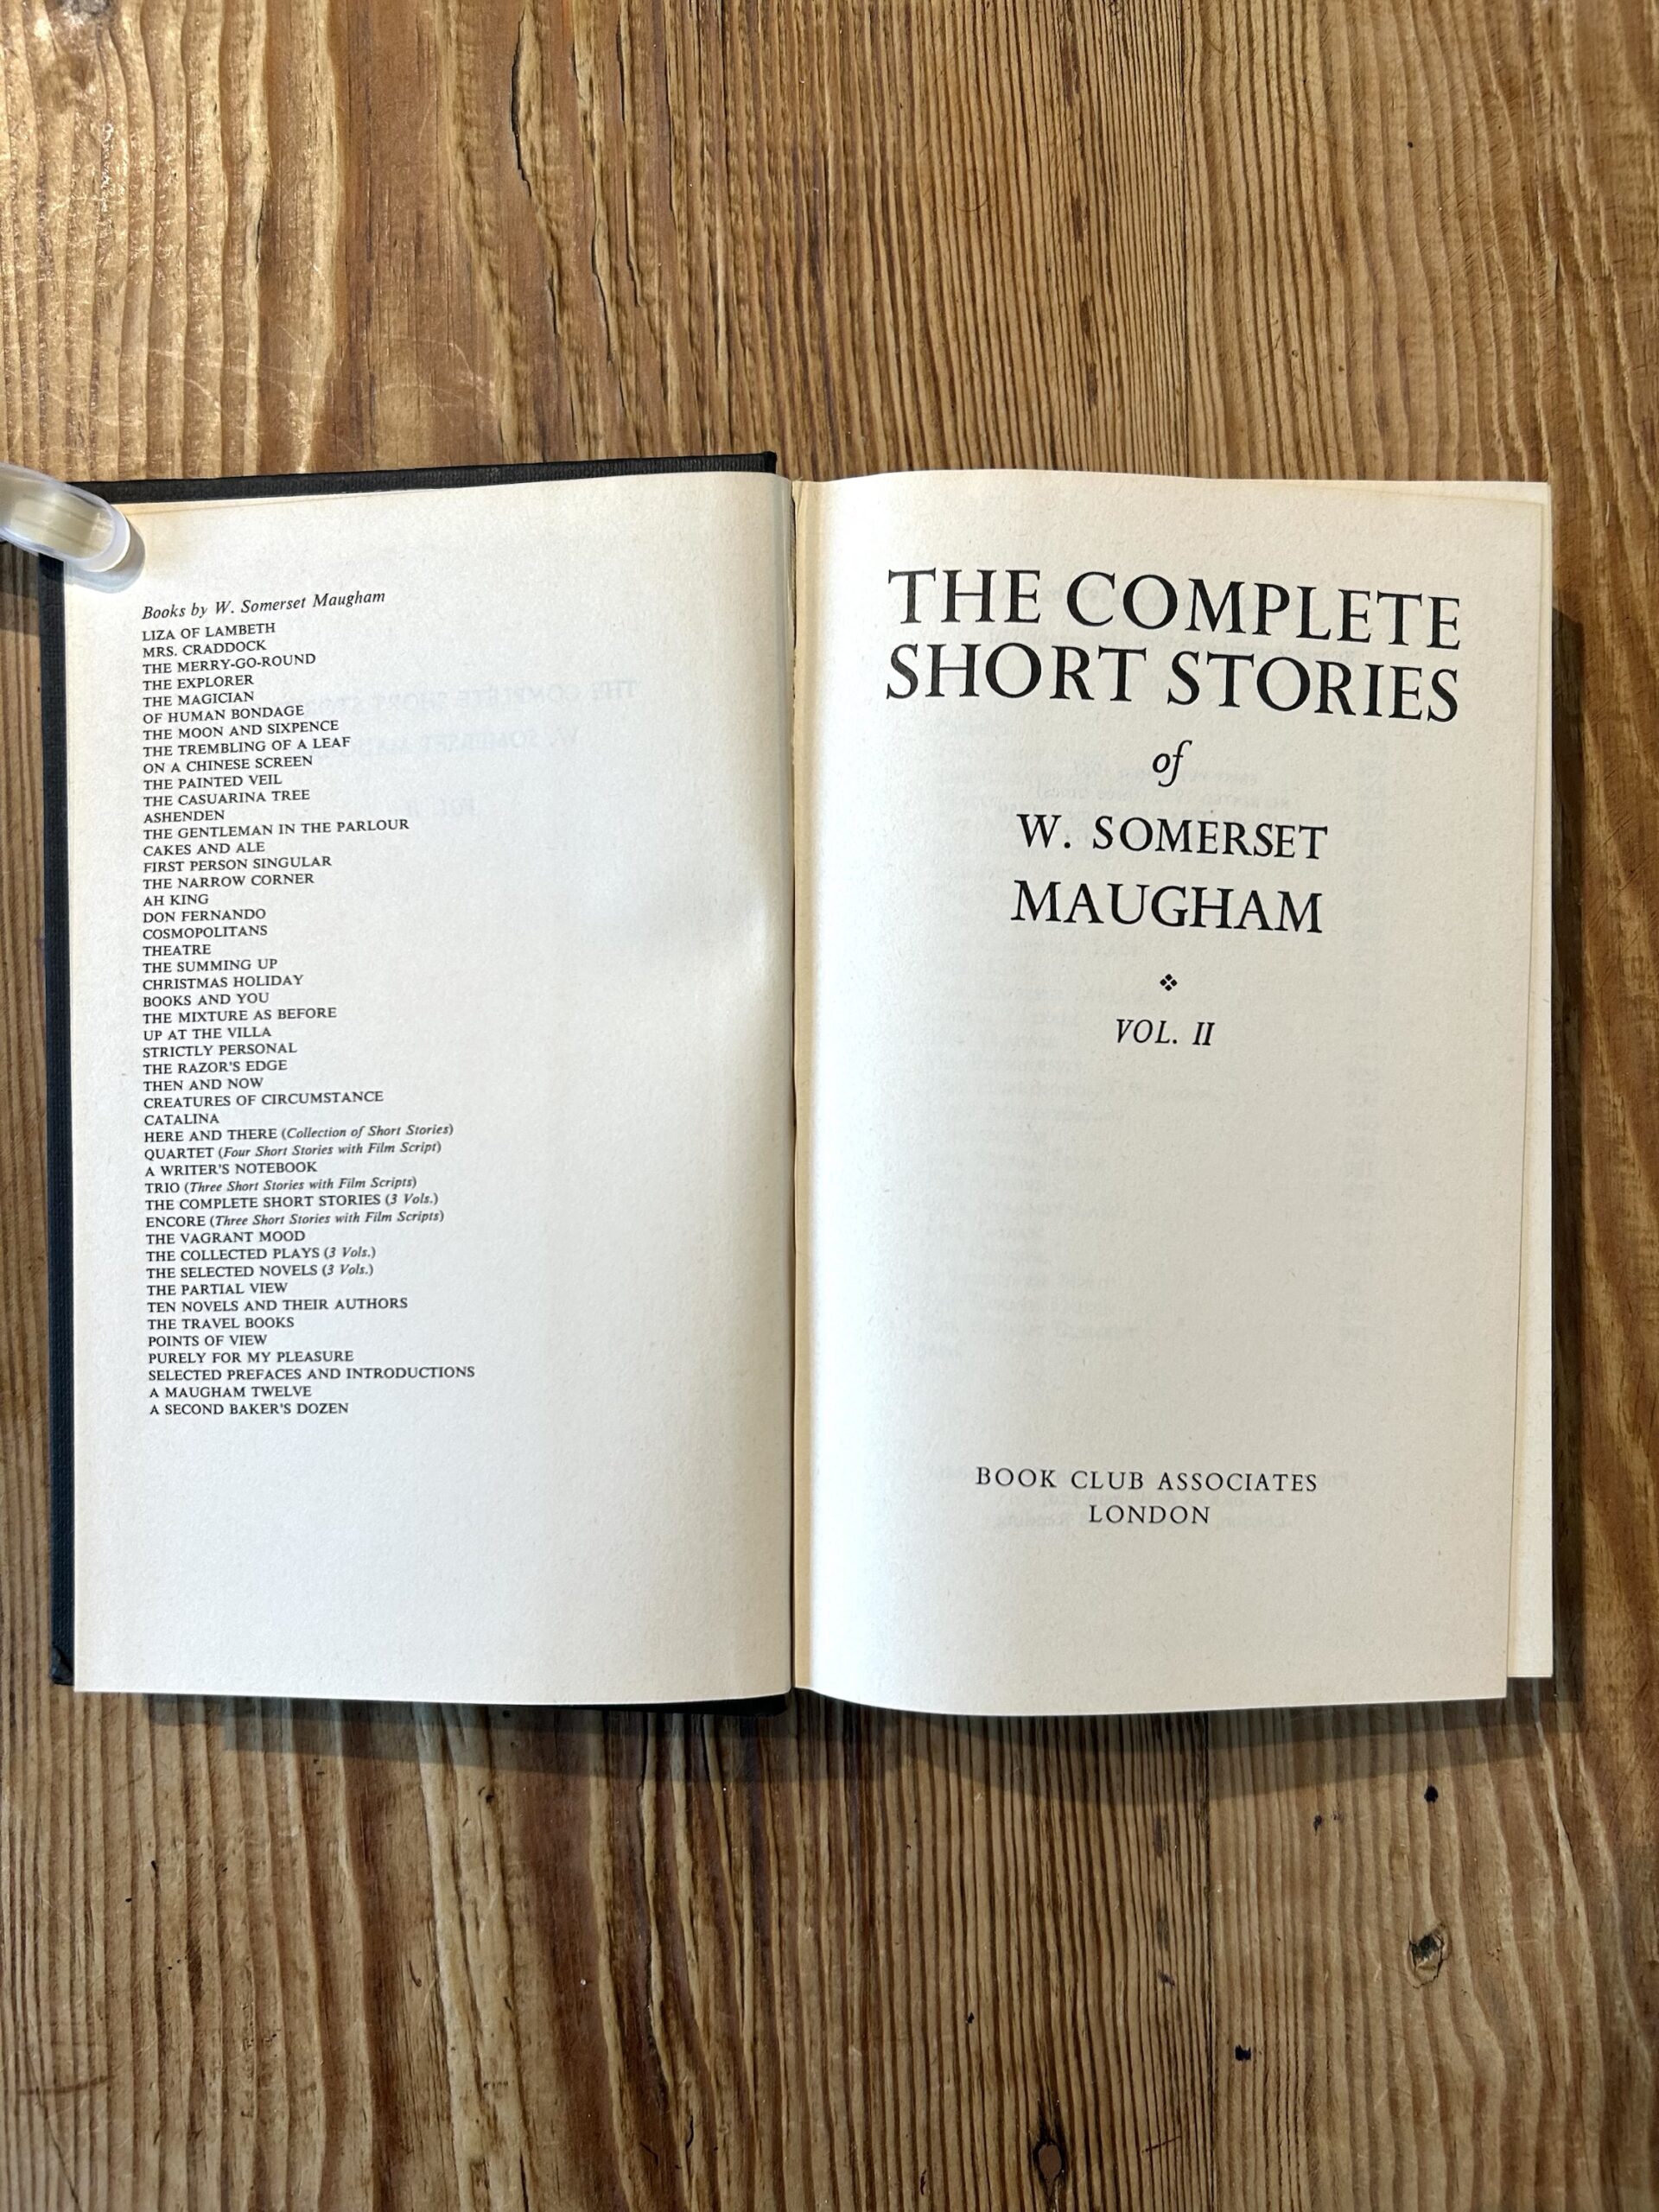 Books by W. Somerset Maugham
LIZA OF LAMBETH
MRS. CRADDOCK
THE MERRY-GO-ROUND
THE EXPLORER
THE MAGICIAN
OF HUMAN BONDAGE
THE MOON AND SIXPENCE
THE TREMBLING OF A LEAF
ON A CHINESE SCREEN
THE PAINTED VEIL
THE CASUARINA TREE
ASHENDEN
THE GENTLEMAN IN THE PARLOUR
CAKES AND ALE
FIRST PERSON SINGULAR
THE NARROW CORNER
AH KING
DON FERNANDO
COSMOPOLITANS
THEATRE
THE SUMMING UP
CHRISTMAS HOLIDAY
BOOKS AND YOU
THE MIXTURE AS BEFORE
UP AT THE VILLA
STRICTLY PERSONAL
THE RAZOR'S EDGE
THEN AND NOW
CREATURES OF CIRCUMSTANCE
CATALINA
HERE AND THERE (Collection of Short Stories)
QUARTET (Four Short Stories with Film Script)
A WRITER'S NOTEBOOK
TRIO (Three Short Stories with Film Scripts)
THE COMPLETE SHORT STORIES (3 Vols.)
ENCORE (Three Short Stories with Film Scripts)
THE VAGRANT MOOD
THE COLLECTED PLAYS (3 Vols.)
THE SELECTED NOVELS (3 Vols.)
THE PARTIAL VIEW
TEN NOVELS AND THEIR AUTHORS
THE TRAVEL BOOKS
POINTS OF VIEW
PURELY FOR MY PLEASURE
SELECTED PREFACES AND INTRODUCTIONS
A MAUGHAM TWELVE
A SECOND BAKER'S DOZEN
THE COMPLETE
SHORT STORIES
of
W. SOMERSET
MAUGHAM
VOL. II
BOOK CLUB ASSOCIATES
LONDON